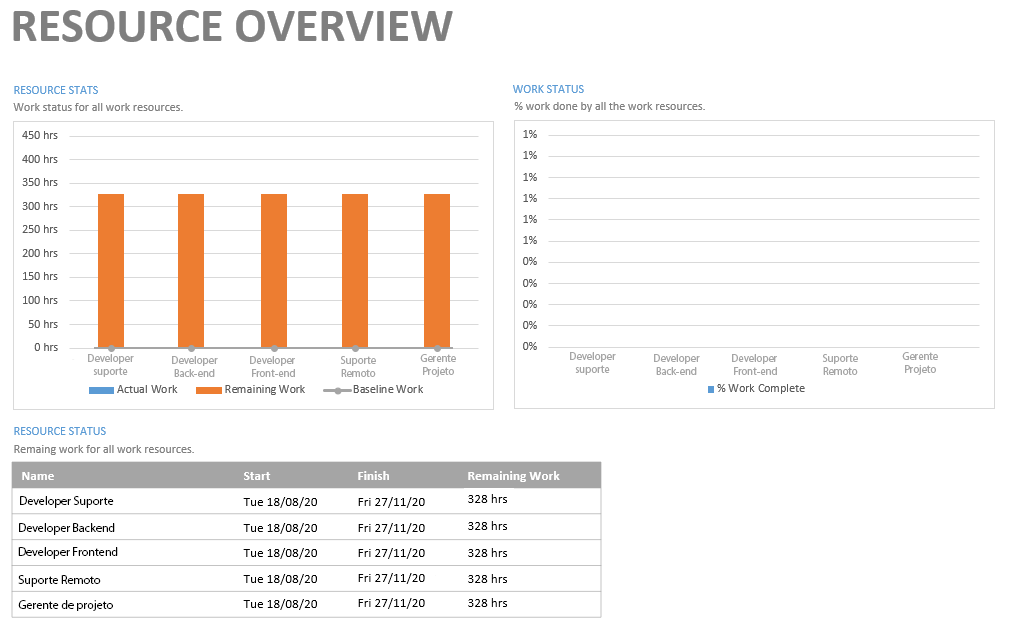 RESOURCE OVERVIEW
RESOURCE STATS
Work status for all work resources.
450 hrs
400 hrs
350 hrs
300 hrs
250 hrs
200 hrs
150 hrs
100 hrs
50 hrs
0 hrs
Developer suporte
Developer Back-end
Developer Front-end
Suporte Remoto
Gerente Projeto
Actual Work Remaining Work Baseline Work
WORK STATUS
% work done by all the work resources.
1%
1%
1%
1%
1%
1%
0%
0%
0%
0%
0%
Developer suporte
Developer Back-end
Developer Front-end
Suporte Remoto
Gerente Projeto
% Work Complete
RESOURCE STATUS
Remaing work for all work resources.
Name Start Finish Remaining Work
Developer Suporte Tue 18/08/20 Fri 27/11/20 328 hrs
Developer Backend Tue 18/08/20 Fri 27/11/20 328 hrs
Developer Frontend Tue 18/08/20 Fri 27/11/20 328 hrs
Suporte Remoto Tue 18/08/20 Fri 27/11/20 328 hrs
Gerente de projeto Tue 18/08/20 Fri 27/11/20 328 hrs